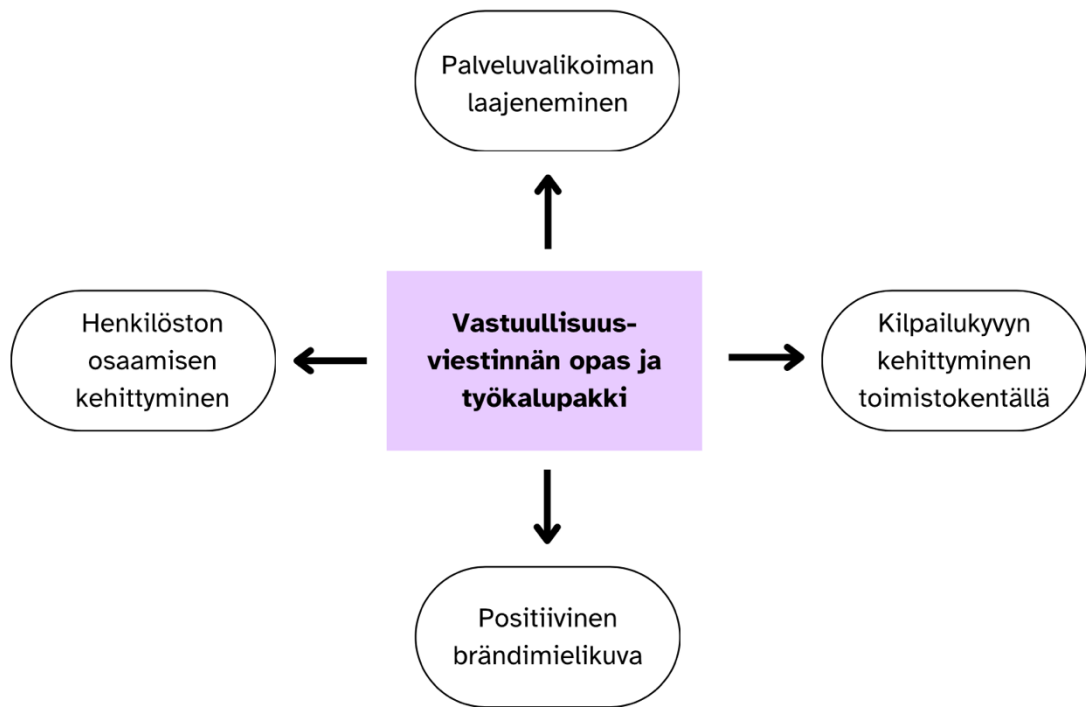 Palveluvalikoiman
laajeneminen
Henkilöston
osaamisen
kehittyminen
Vastuullisuus-
viestinnän opas ja
työkalupakki
Kilpailukyvyn
kehittyminen
toimistokentällä
Positiivinen
brändimielikuva